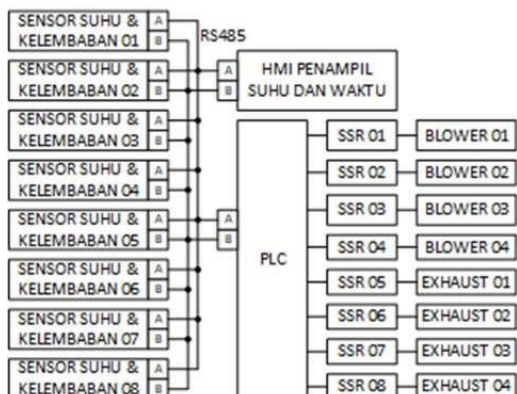 SENSOR SUHU &
KELEMBABAN 01
A
B
SENSOR SUHU &
KELEMBABAN 02
A
B
SENSOR SUHU &
KELEMBABAN 03
A
B
SENSOR SUHU &
KELEMBABAN 04
A
B
SENSOR SUHU &
KELEMBABAN 05
A
B
SENSOR SUHU &
KELEMBABAN 06
A
B
SENSOR SUHU &
KELEMBABAN 07
A
B
SENSOR SUHU &
KELEMBABAN 08
A
B
RS485
A
B
HMI PENAMPIL
SUHU DAN WAKTU
A
B
PLC
SSR 01
BLOWER 01
SSR 02
BLOWER 02
SSR 03
BLOWER 03
SSR 04
BLOWER 04
SSR 05
EXHAUST 01
SSR 06
EXHAUST 02
SSR 07
EXHAUST 03
SSR 08
EXHAUST 04